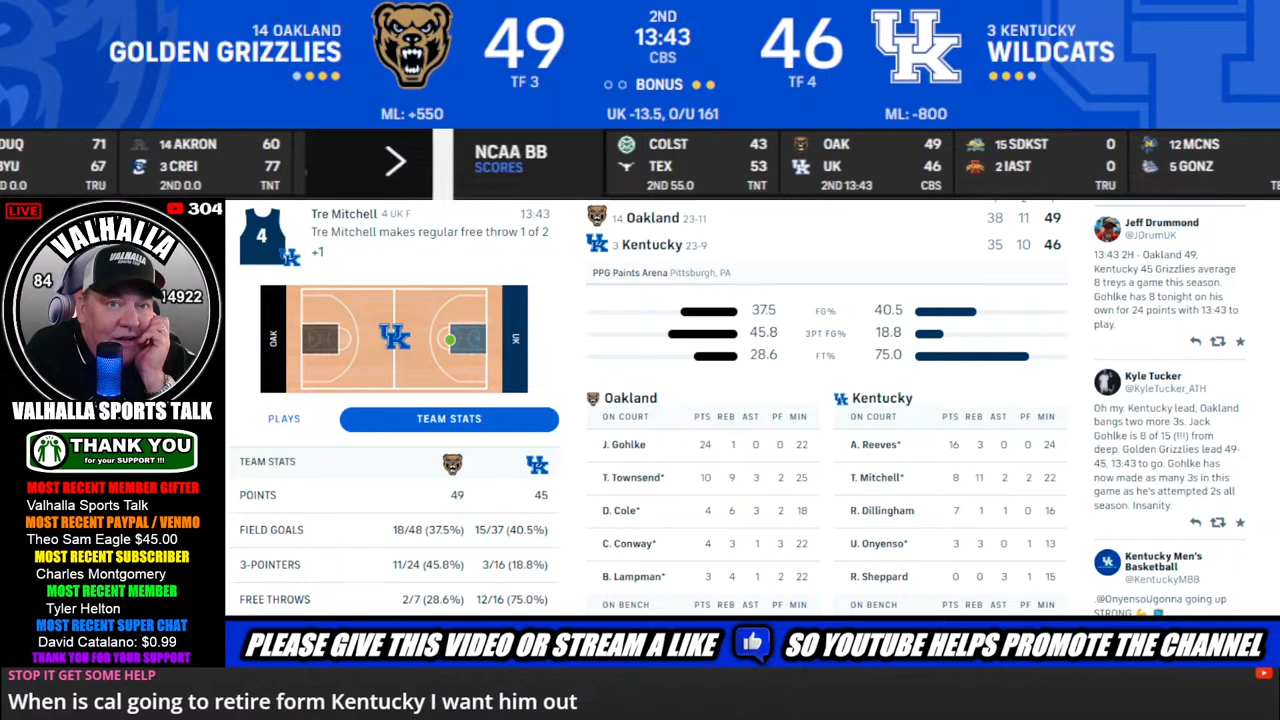 14 OAKLAND
GOLDEN GRIZZLIES
49
TF 3
ML: +550
2ND
13:43
CBS
BONUS
UK -13.5, O/U 161
46
TF 4
ML: -800
3 KENTUCKY
WILDCATS
DUQ 71
BYU 67
D 0.0 TRU
14 AKRON 60
3 CREI 77
2ND 0.0 TNT
NCAA BB
SCORES
COLST 43
TEX 53
2ND 55.0 TNT
OAK 49
UK 46
2ND 13:43 CBS
15 SDKST 0
2 IAST 0
TRU
12 MCNS
5 GONZ
LIVE
304
VALHALLA
84
14922
VALHALLA SPORTS TALK
THANK YOU
for your SUPPORT !!!
MOST RECENT MEMBER GIFTER
Valhalla Sports Talk
MOST RECENT PAYPAL / VENMO
Theo Sam Eagle $45.00
MOST RECENT SUBSCRIBER
Charles Montgomery
MOST RECENT MEMBER
Tyler Helton
MOST RECENT SUPER CHAT
David Catalano: $0.99
THANK YOU FOR YOUR SUPPORT
4
Tre Mitchell 4 UK F 13:43
Tre Mitchell makes regular free throw 1 of 2
+1
OAK
UK
PLAYS
TEAM STATS
TEAM STATS
POINTS 49 45
FIELD GOALS 18/48 (37.5%) 15/37 (40.5%)
3-POINTERS 11/24 (45.8%) 3/16 (18.8%)
FREE THROWS 2/7 (28.6%) 12/16 (75.0%)
14 Oakland 23-11 38 11 49
3 Kentucky 23-9 35 10 46
PPG Paints Arena Pittsburgh, PA
37.5 FG% 40.5
45.8 3PT FG% 18.8
28.6 FT% 75.0
Oakland
ON COURT PTS REB AST PF MIN
J. Gohlke 24 1 0 0 22
T. Townsend* 10 9 3 2 25
D. Cole* 4 6 3 2 18
C. Conway* 4 3 1 3 22
B. Lampman* 3 4 1 2 22
ON BENCH PTS REB AST PF MIN
Kentucky
ON COURT PTS REB AST PF MIN
A. Reeves* 16 3 0 0 24
T. Mitchell* 8 11 2 2 22
R. Dillingham 7 1 1 0 16
U. Onyenso* 3 3 0 1 13
R. Sheppard 0 0 3 1 15
ON BENCH PTS REB AST PF MIN
Jeff Drummond
@JDrumUK
13:43 2H - Oakland 49,
Kentucky 45 Grizzlies average
8 treys a game this season.
Gohlke has 8 tonight on his
own for 24 points with 13:43 to
play.
Kyle Tucker
@KyleTucker_ATH
Oh my. Kentucky lead, Oakland
bangs two more 3s. Jack
Gohlke is 8 of 15 (!!!) from
deep. Golden Grizzlies lead 49-
45, 13:43 to go. Gohlke has
now made as many 3s in this
game as he's attempted 2s all
season. Insanity.
Kentucky Men's
Basketball
@KentuckyMBB
.@OnyensoUgonna going up
STRONG
PLEASE GIVE THIS VIDEO OR STREAM A LIKE SO YOUTUBE HELPS PROMOTE THE CHANNEL
STOP IT GET SOME HELP
When is cal going to retire form Kentucky I want him out